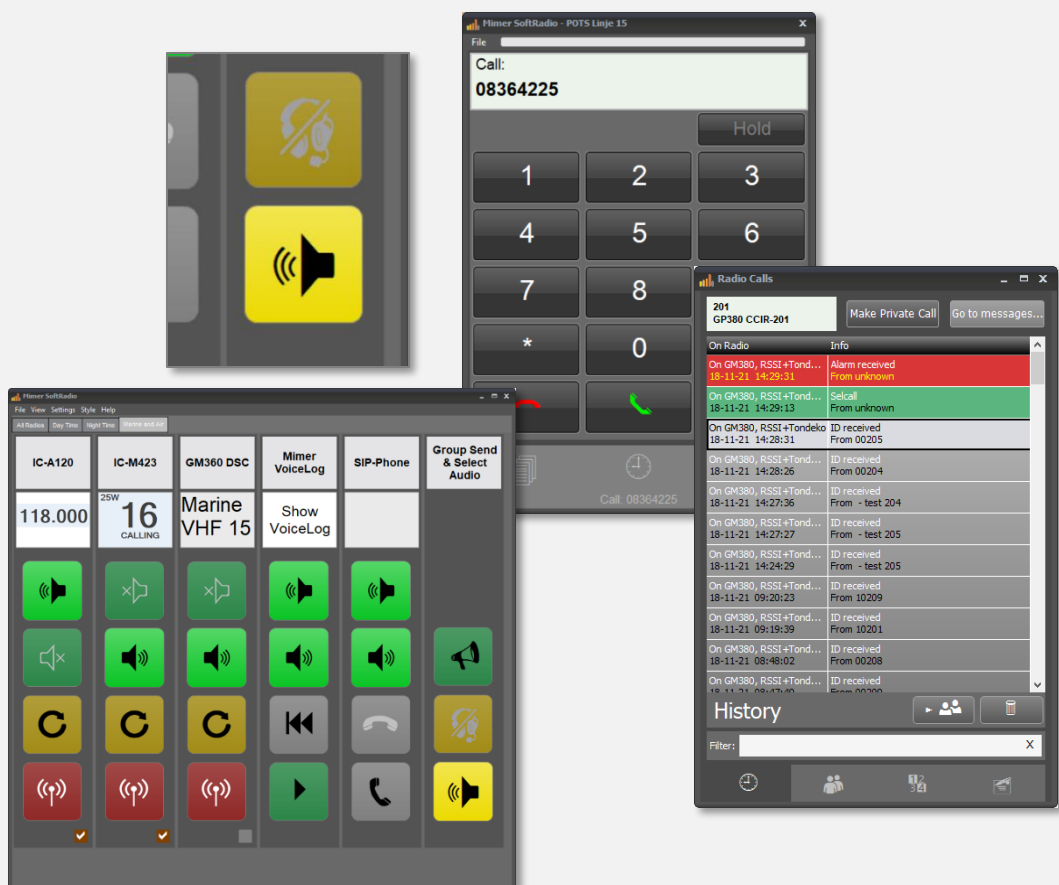 Mimer SoftRadio - POTS Linje 15
X
File
Call:
08364225
Hold
1
2
3
4
5
6
7
8
*
0
Call: 08364225
Radio Calls
X
201
GP380 CCIR-201
Make Private Call
Go to messages...
On Radio Info
On GM380, RSSI+Tond... Alarm received
18-11-21 14:29:31 From unknown
On GM380, RSSI+Tond... Selcall
18-11-21 14:29:13 From unknown
On GM380, RSSI+Tondeko ID received
18-11-21 14:28:31 From 00205
On GM380, RSSI+Tond... ID received
18-11-21 14:28:26 From 00204
On GM380, RSSI+Tond... ID received
18-11-21 14:27:36 From - test 204
On GM380, RSSI+Tond... ID received
18-11-21 14:27:27 From - test 205
On GM380, RSSI+Tond... ID received
18-11-21 14:24:29 From - test 205
On GM380, RSSI+Tond... ID received
18-11-21 09:20:23 From 10209
On GM380, RSSI+Tond... ID received
18-11-21 09:19:39 From 10201
On GM380, RSSI+Tond... ID received
18-11-21 08:48:02 From 00208
On GM380, RSSI+Tond... ID received
History
Filter:
X
1 2
3 4
Mimer SoftRadio
X
File View Settings Style Help
All Radios Day Time Night Time Marine and Air
IC-A120
IC-M423
GM360 DSC
Mimer
VoiceLog
SIP-Phone
Group Send
& Select
Audio
118.000
25W
16
CALLING
Marine
VHF 15
Show
VoiceLog